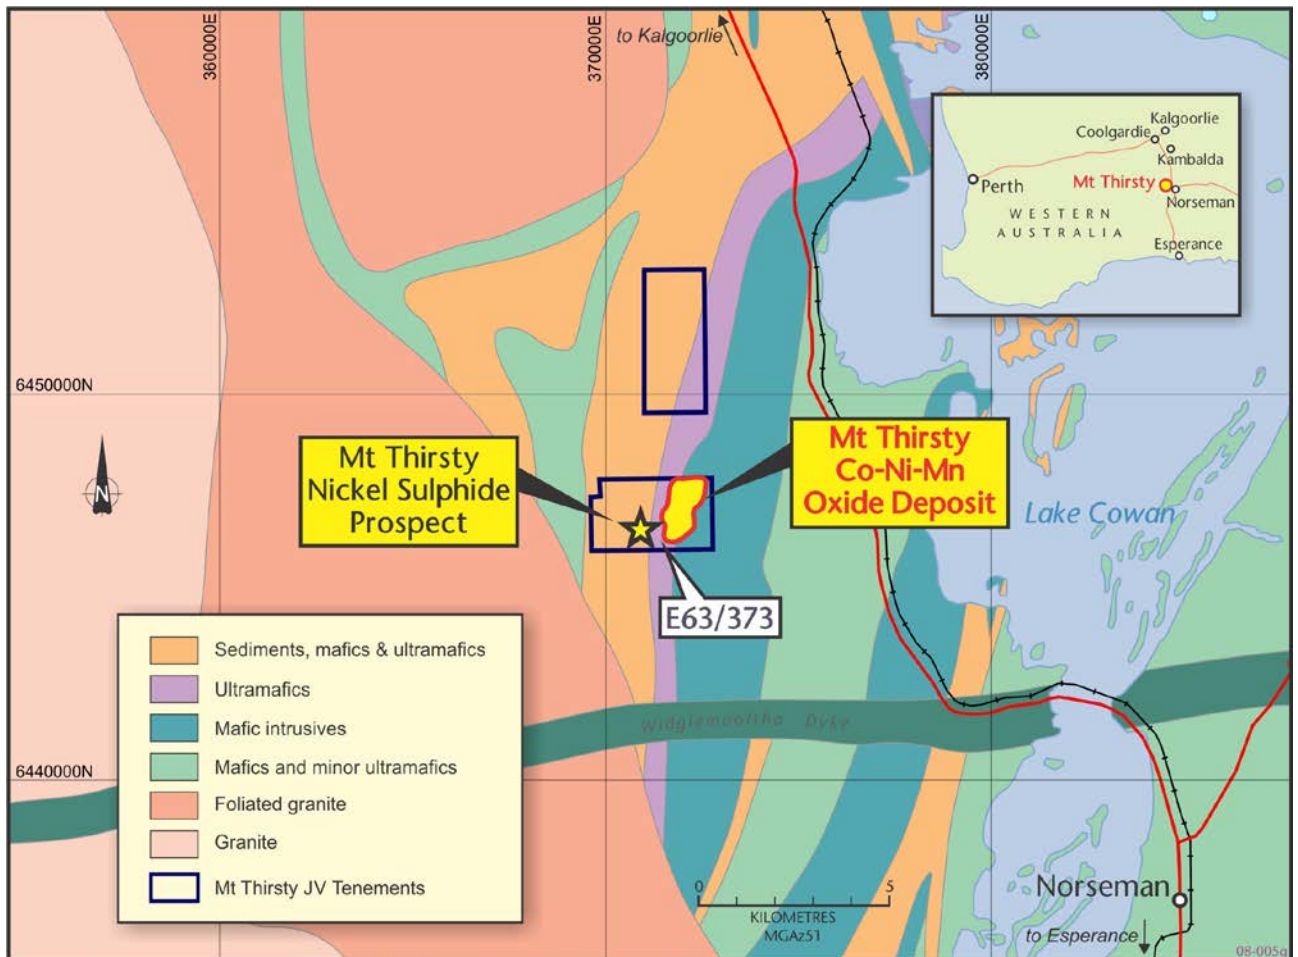 360000E
370000E
380000E
to Kalgoorlie
Kalgoorlie
Coolgardie
Kambalda
Mt Thirsty
Perth
Norseman
WESTERN
AUSTRALIA
Esperance
6450000N
Mt Thirsty
Nickel Sulphide
Prospect
Mt Thirsty
Co-Ni-Mn
Oxide Deposit
N
Lake Cowan
E63/373
Sediments, mafics & ultramafics
Ultramafics
Mafic intrusives
Mafics and minor ultramafics
Foliated granite
Granite
Mt Thirsty JV Tenements
Widgiemooltha Dyke
6440000N
0 5
KILOMETRES
MGAz51
Norseman
to Esperance
08-005g